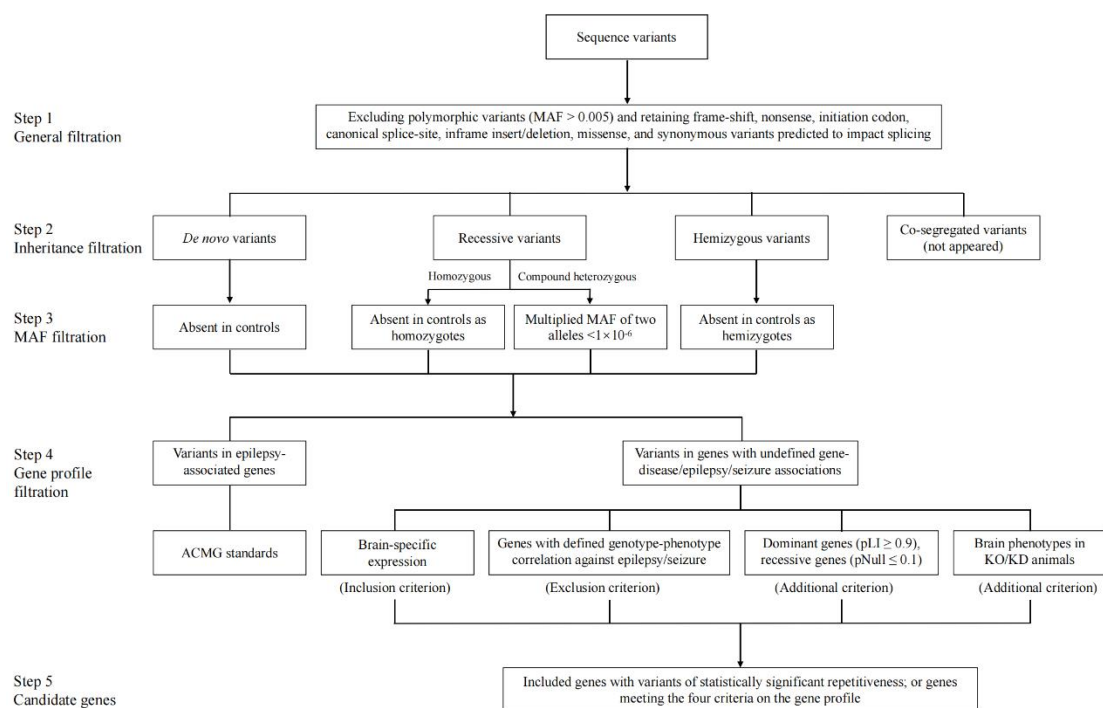 Sequence variants
Step 1
General filtration
Excluding polymorphic variants (MAF > 0.005) and retaining frame-shift, nonsense, initiation codon,
canonical splice-site, inframe insert/deletion, missense, and synonymous variants predicted to impact splicing
Step 2
Inheritance filtration
De novo variants
Recessive variants
Hemizygous variants
Co-segregated variants
(not appeared)
Homozygous
Compound heterozygous
Step 3
MAF filtration
Absent in controls
Absent in controls as
homozygotes
Multiplied MAF of two
alleles <1×10⁻⁶
Absent in controls as
hemizygotes
Step 4
Gene profile
filtration
Variants in epilepsy-
associated genes
Variants in genes with undefined gene-
disease/epilepsy/seizure associations
ACMG standards
Brain-specific
expression
(Inclusion criterion)
Genes with defined genotype-phenotype
correlation against epilepsy/seizure
(Exclusion criterion)
Dominant genes (pLI ≥ 0.9),
recessive genes (pNull ≤ 0.1)
(Additional criterion)
Brain phenotypes in
KO/KD animals
(Additional criterion)
Step 5
Candidate genes
Included genes with variants of statistically significant repetitiveness; or genes
meeting the four criteria on the gene profile